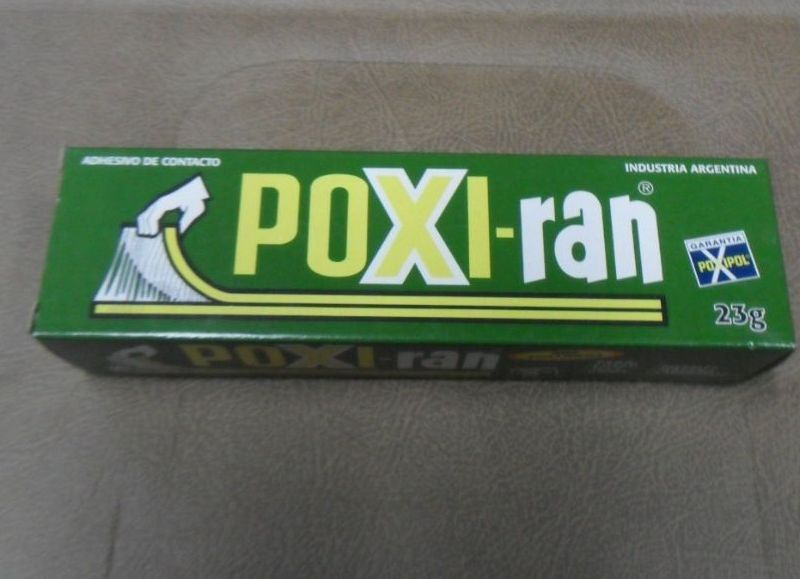 ADHESIVO DE CONTACTO
INDUSTRIA ARGENTINA
POXI-ran®
GARANTIA
POXIPOL®
23g
POXI-ran